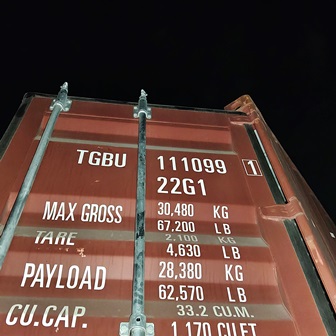 TGBU 111099 1
22G1
MAX GROSS 30,480 KG
67,200 LB
TARE 2,100 KG
4,630 LB
PAYLOAD 28,380 KG
62,570 LB
CU.CAP. 33.2 CU.M.
1,170 CU.FT.